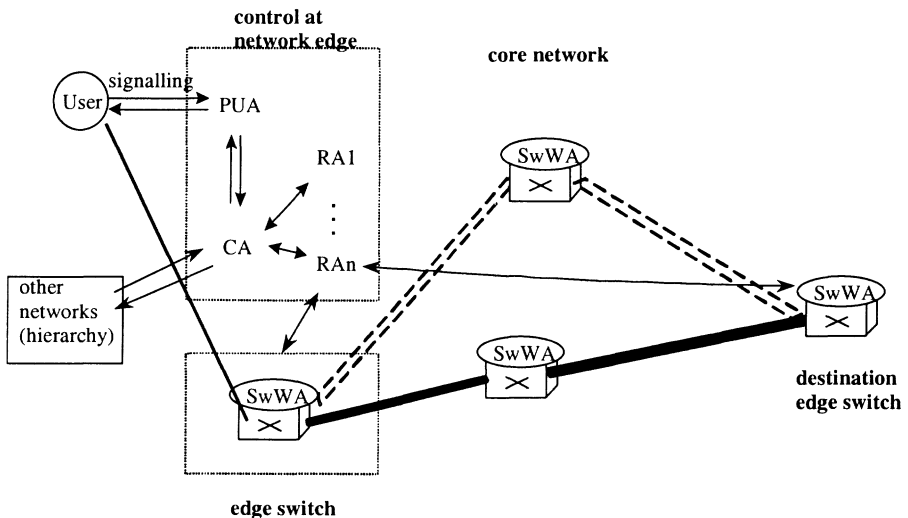 control at
network edge
core network
signalling
User
PUA
SwWA
RA1
CA
RAn
other
networks
(hierarchy)
SwWA
SwWA
SwWA
destination
edge switch
edge switch